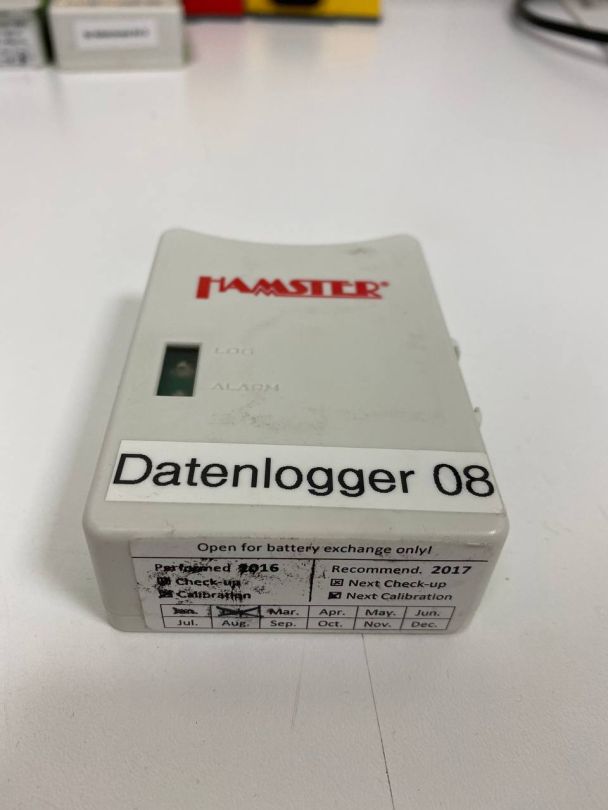 HAMSTER®
LOG
ALARM
Datenlogger 08
Open for battery exchange only!
Performed 2016
Check-up
Calibration
Recommend. 2017
Next Check-up
Next Calibration
Jan. Mar. Apr. May. Jun.
Jul. Aug. Sep. Oct. Nov. Dec.